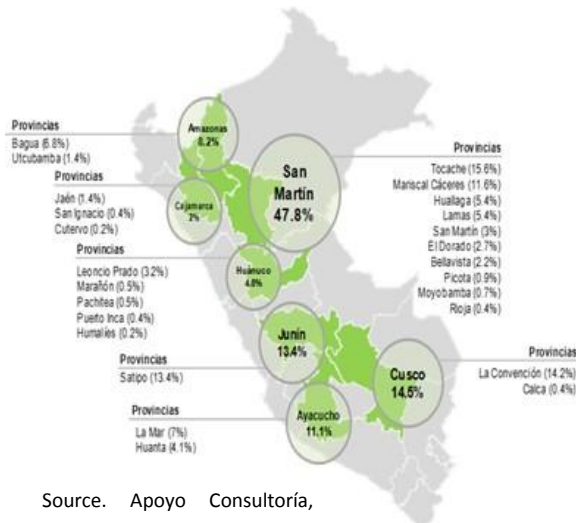 Provincias
Bagua (6.8%)
Utcubamba (1.4%)
Provincias
Jaén (1.4%)
San Ignacio (0.4%)
Cutervo (0.2%)
Provincias
Leoncio Prado (3.2%)
Marañón (0.5%)
Pachitea (0.5%)
Puerto Inca (0.4%)
Humalíes (0.2%)
Provincias
Satipo (13.4%)
Provincias
La Mar (7%)
Huanta (4.1%)
Amazonas
8.2%
San
Martín
47.8%
Cajamarca
2%
Huánuco
4.8%
Junín
13.4%
Cusco
14.5%
Ayacucho
11.1%
Provincias
Tocache (15.6%)
Mariscal Cáceres (11.6%)
Huallaga (5.4%)
Lamas (5.4%)
San Martín (3%)
El Dorado (2.7%)
Bellavista (2.2%)
Picota (0.9%)
Moyobamba (0.7%)
Rioja (0.4%)
Provincias
La Convención (14.2%)
Calca (0.4%)
Source. Apoyo Consultoría,